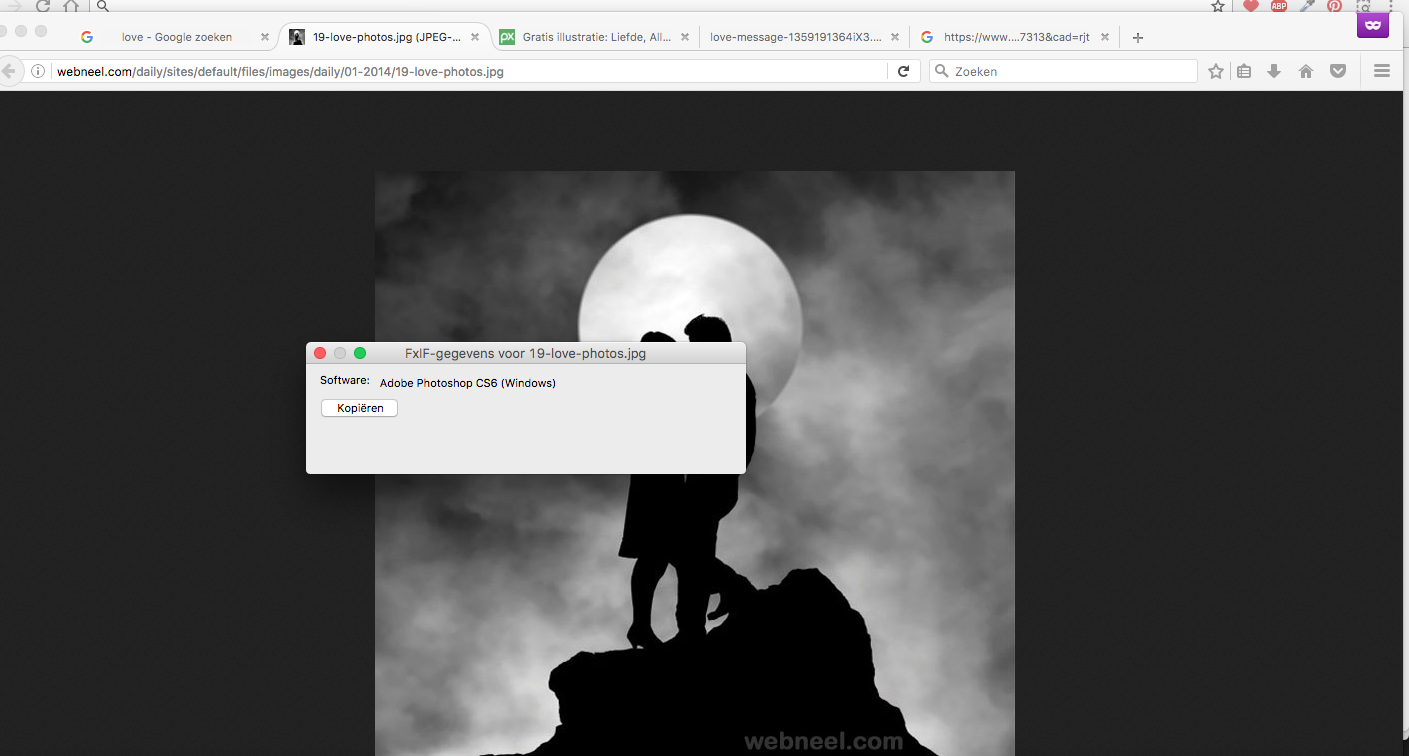 ABP
love - Google zoeken
19-love-photos.jpg (JPEG-...
px
Gratis illustratie: Liefde, All...
love-message-1359191364iX3....
https://www....7313&cad=rjt
webneel.com/daily/sites/default/files/images/daily/01-2014/19-love-photos.jpg
Zoeken
FxIF-gegevens voor 19-love-photos.jpg
Software: Adobe Photoshop CS6 (Windows)
Kopiëren
webneel.com